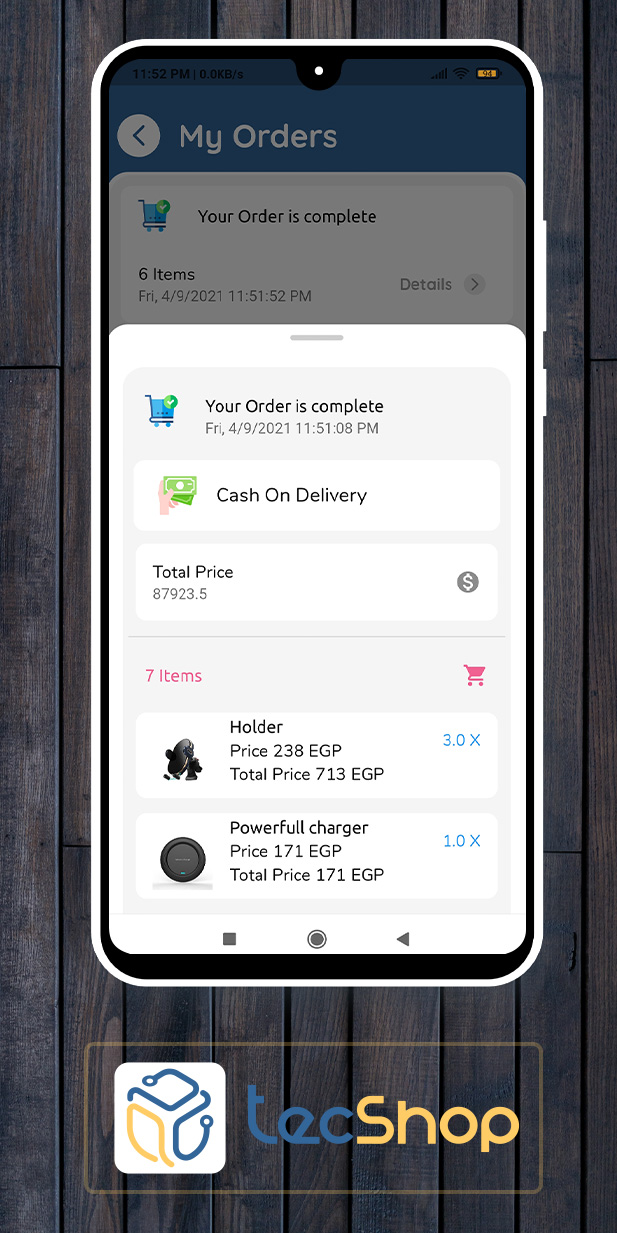 11:52 PM | 0.0KB/s
94
My Orders
Your Order is complete
6 Items
Details
Fri, 4/9/2021 11:51:52 PM
Your Order is complete
Fri, 4/9/2021 11:51:08 PM
Cash On Delivery
Total Price
87923.5
7 Items
Holder
3.0 X
Price 238 EGP
Total Price 713 EGP
Powerfull charger
1.0 X
Price 171 EGP
Total Price 171 EGP
tecShop